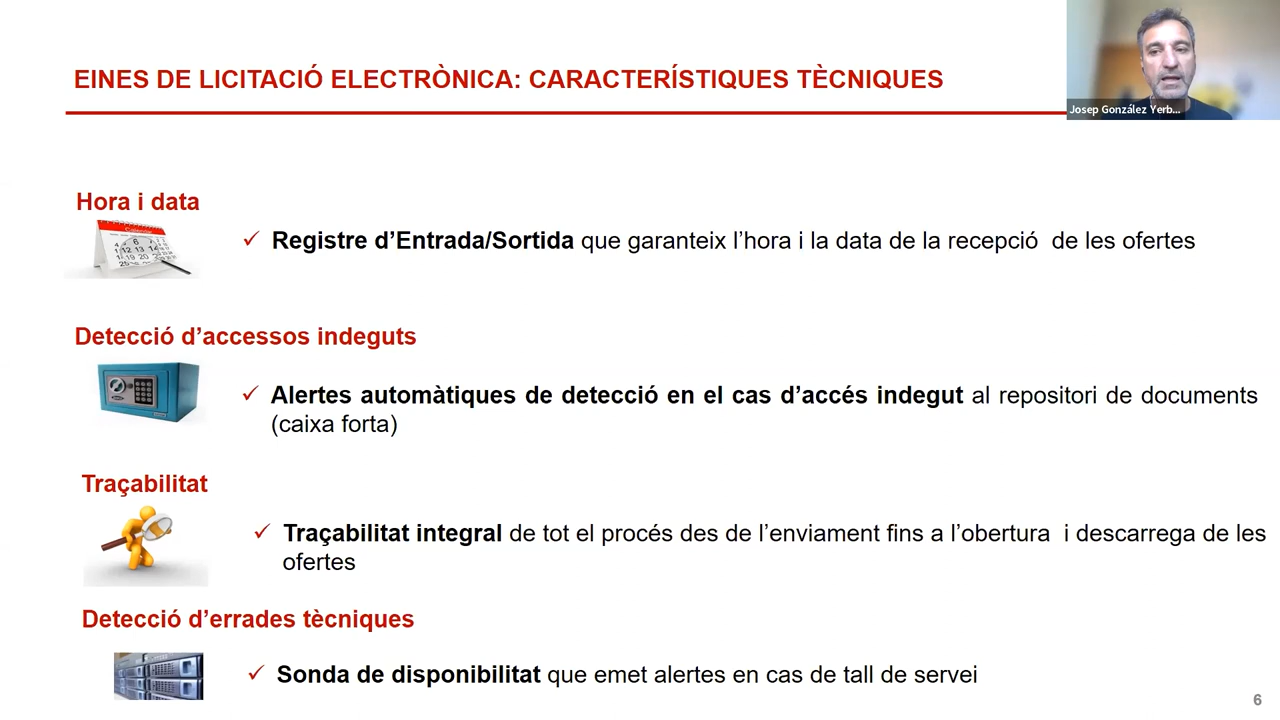 EINES DE LICITACIÓ ELECTRÒNICA: CARACTERÍSTIQUES TÈCNIQUES
Josep González Yerb...
Hora i data
✓ Registre d’Entrada/Sortida que garanteix l’hora i la data de la recepció de les ofertes
Detecció d’accessos indeguts
✓ Alertes automàtiques de detecció en el cas d’accés indegut al repositori de documents
(caixa forta)
Traçabilitat
✓ Traçabilitat integral de tot el procés des de l’enviament fins a l’obertura i descarrega de les
ofertes
Detecció d’errades tècniques
✓ Sonda de disponibilitat que emet alertes en cas de tall de servei
6